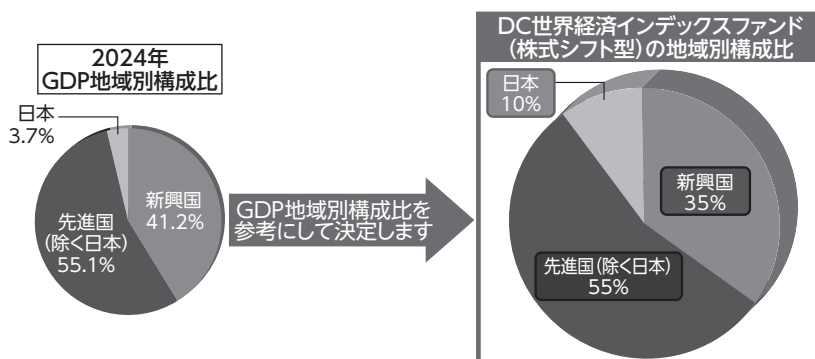 2024年
GDP地域別構成比
日本
3.7%
新興国
41.2%
先進国
(除く日本)
55.1%
GDP地域別構成比を
参考にして決定します
DC世界経済インデックスファンド
(株式シフト型)の地域別構成比
日本
10%
新興国
35%
先進国(除く日本)
55%